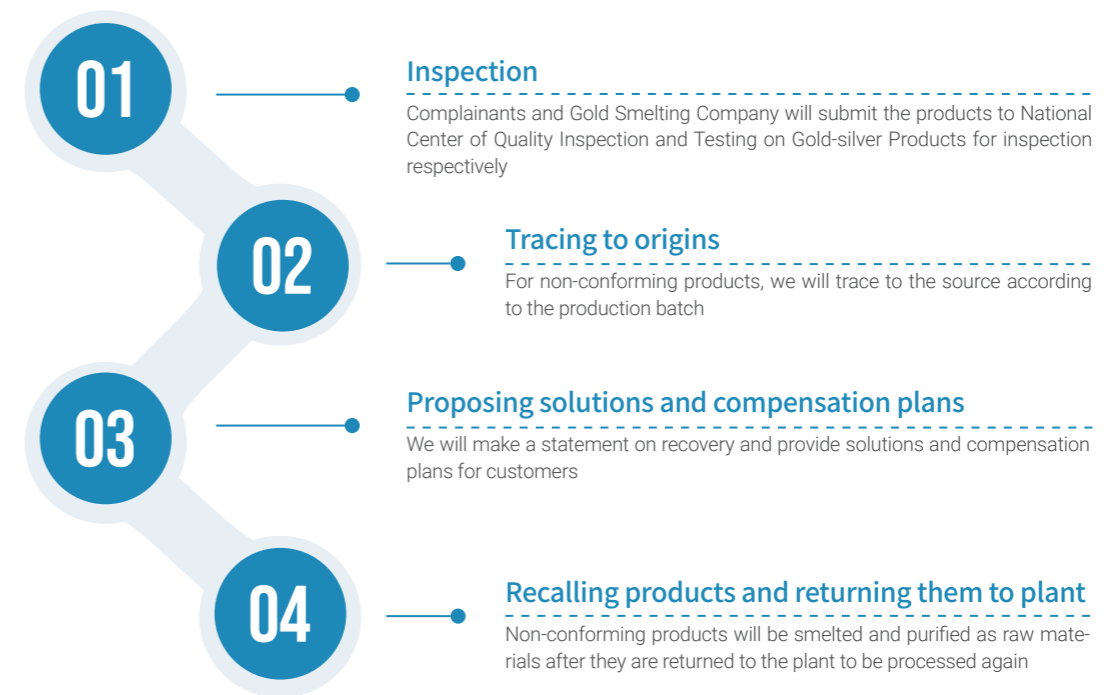 01
Inspection
Complainants and Gold Smelting Company will submit the products to National
Center of Quality Inspection and Testing on Gold-silver Products for inspection
respectively
02
Tracing to origins
For non-conforming products, we will trace to the source according
to the production batch
03
Proposing solutions and compensation plans
We will make a statement on recovery and provide solutions and compensation
plans for customers
04
Recalling products and returning them to plant
Non-conforming products will be smelted and purified as raw mate-
rials after they are returned to the plant to be processed again